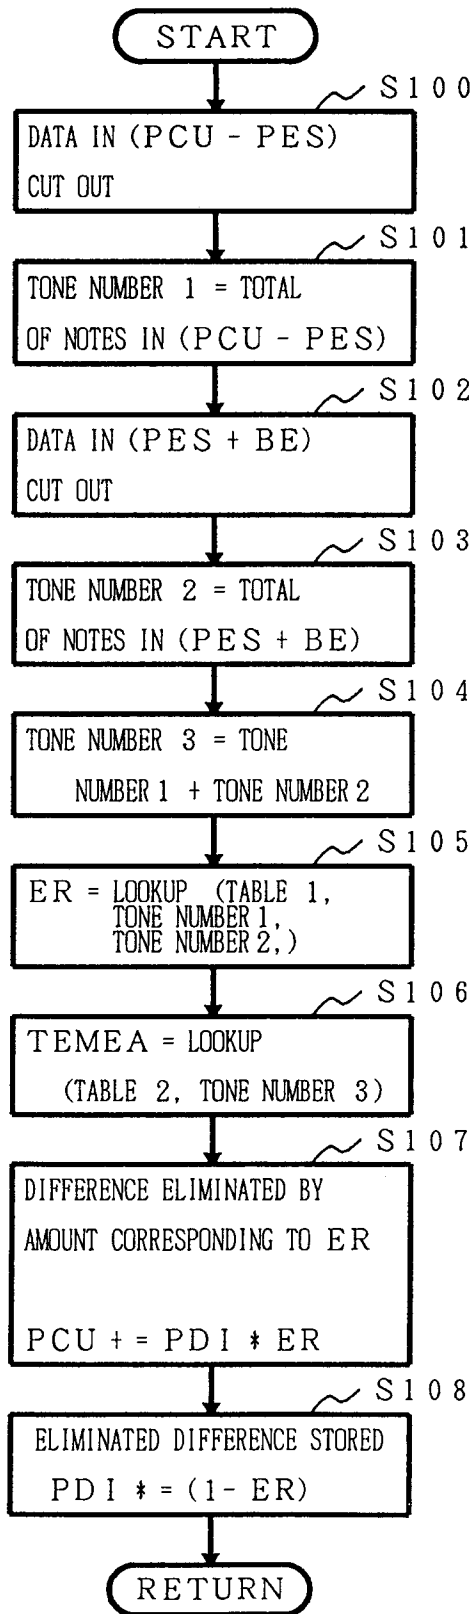 START
S100
DATA IN (PCU - PES)
CUT OUT
S101
TONE NUMBER 1 = TOTAL
OF NOTES IN (PCU - PES)
S102
DATA IN (PES + BE)
CUT OUT
S103
TONE NUMBER 2 = TOTAL
OF NOTES IN (PES + BE)
S104
TONE NUMBER 3 = TONE
NUMBER 1 + TONE NUMBER 2
S105
ER = LOOKUP (TABLE 1,
TONE NUMBER 1,
TONE NUMBER 2,)
S106
TEMEA = LOOKUP
(TABLE 2, TONE NUMBER 3)
S107
DIFFERENCE ELIMINATED BY
AMOUNT CORRESPONDING TO ER
PCU + = PDI * ER
S108
ELIMINATED DIFFERENCE STORED
PDI * = (1- ER)
RETURN